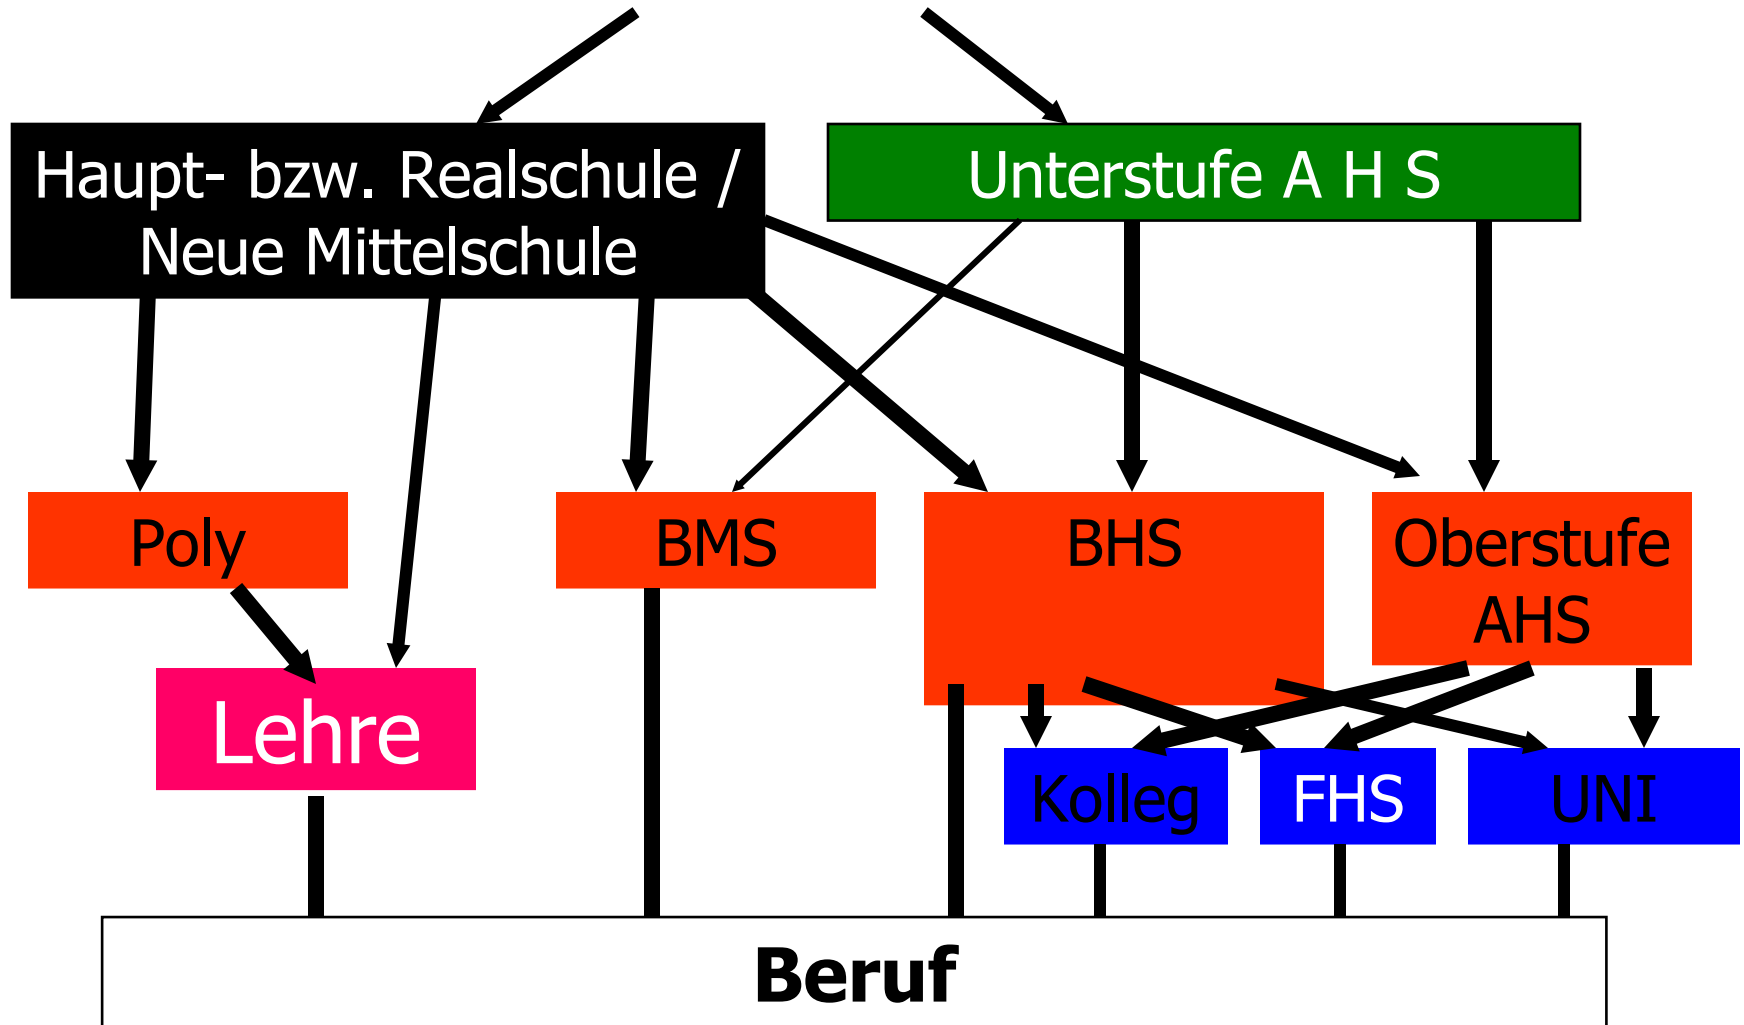 Haupt- bzw. Realschule /
Neue Mittelschule
Unterstufe A H S
Poly
BMS
BHS
Oberstufe
AHS
Lehre
Kolleg
FHS
UNI
Beruf